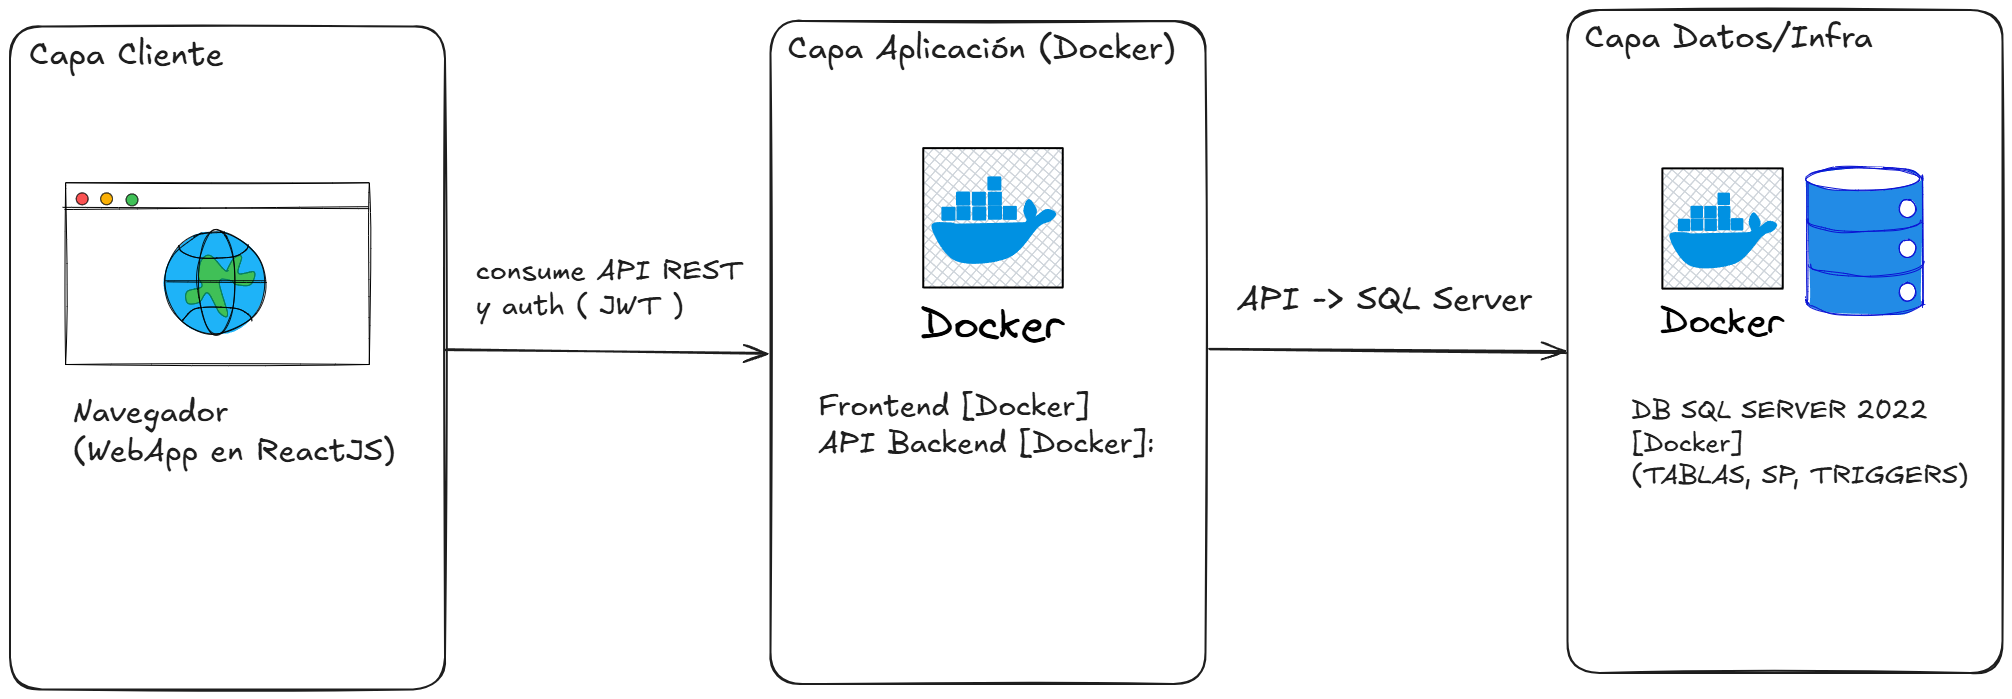 Capa Cliente
Navegador
(WebApp en ReactJS)
consume API REST
y auth ( JWT )
Capa Aplicación (Docker)
Docker
Frontend [Docker]
API Backend [Docker]:
API -> SQL Server
Capa Datos/Infra
Docker
DB SQL SERVER 2022
[Docker]
(TABLAS, SP, TRIGGERS)